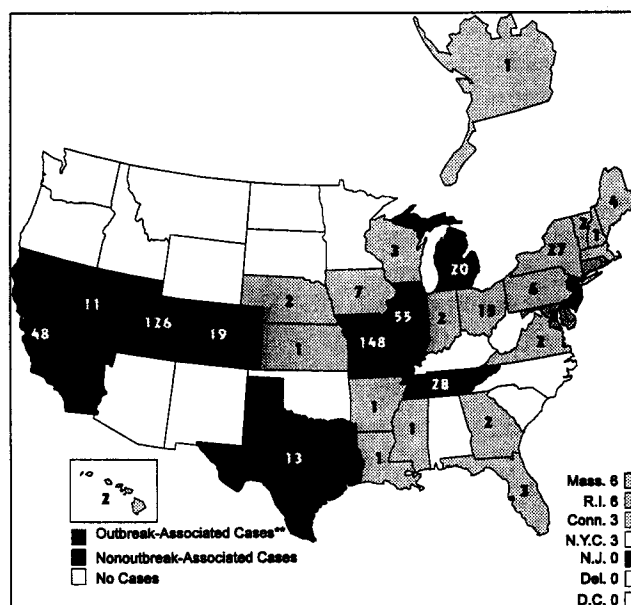 1
4
2
1
3
27
20
7
6
2
11
55
2
48
126
19
1
148
2
28
1
2
1
13
1
3
2
Outbreak-Associated Cases**
Nonoutbreak-Associated Cases
No Cases
Mass. 6
R.I. 6
Conn. 3
N.Y.C. 3
N.J. 0
Del. 0
D.C. 0